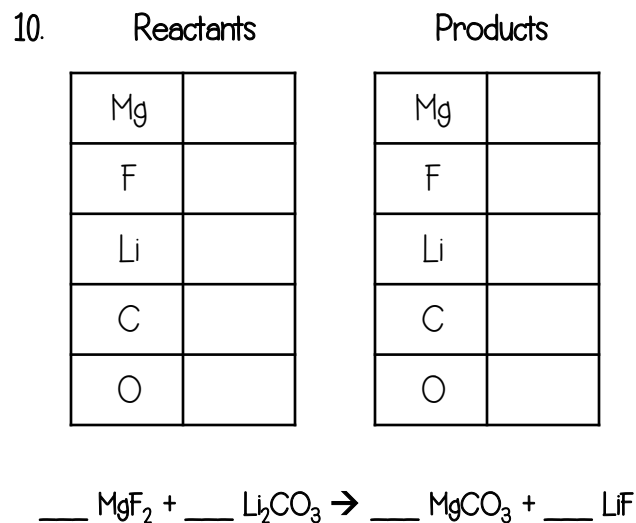 10. Reactants Products
Mg Mg
F F
Li Li
C C
O O
___ MgF₂ + ___ Li₂CO₃ → ___ MgCO₃ + ___ LiF